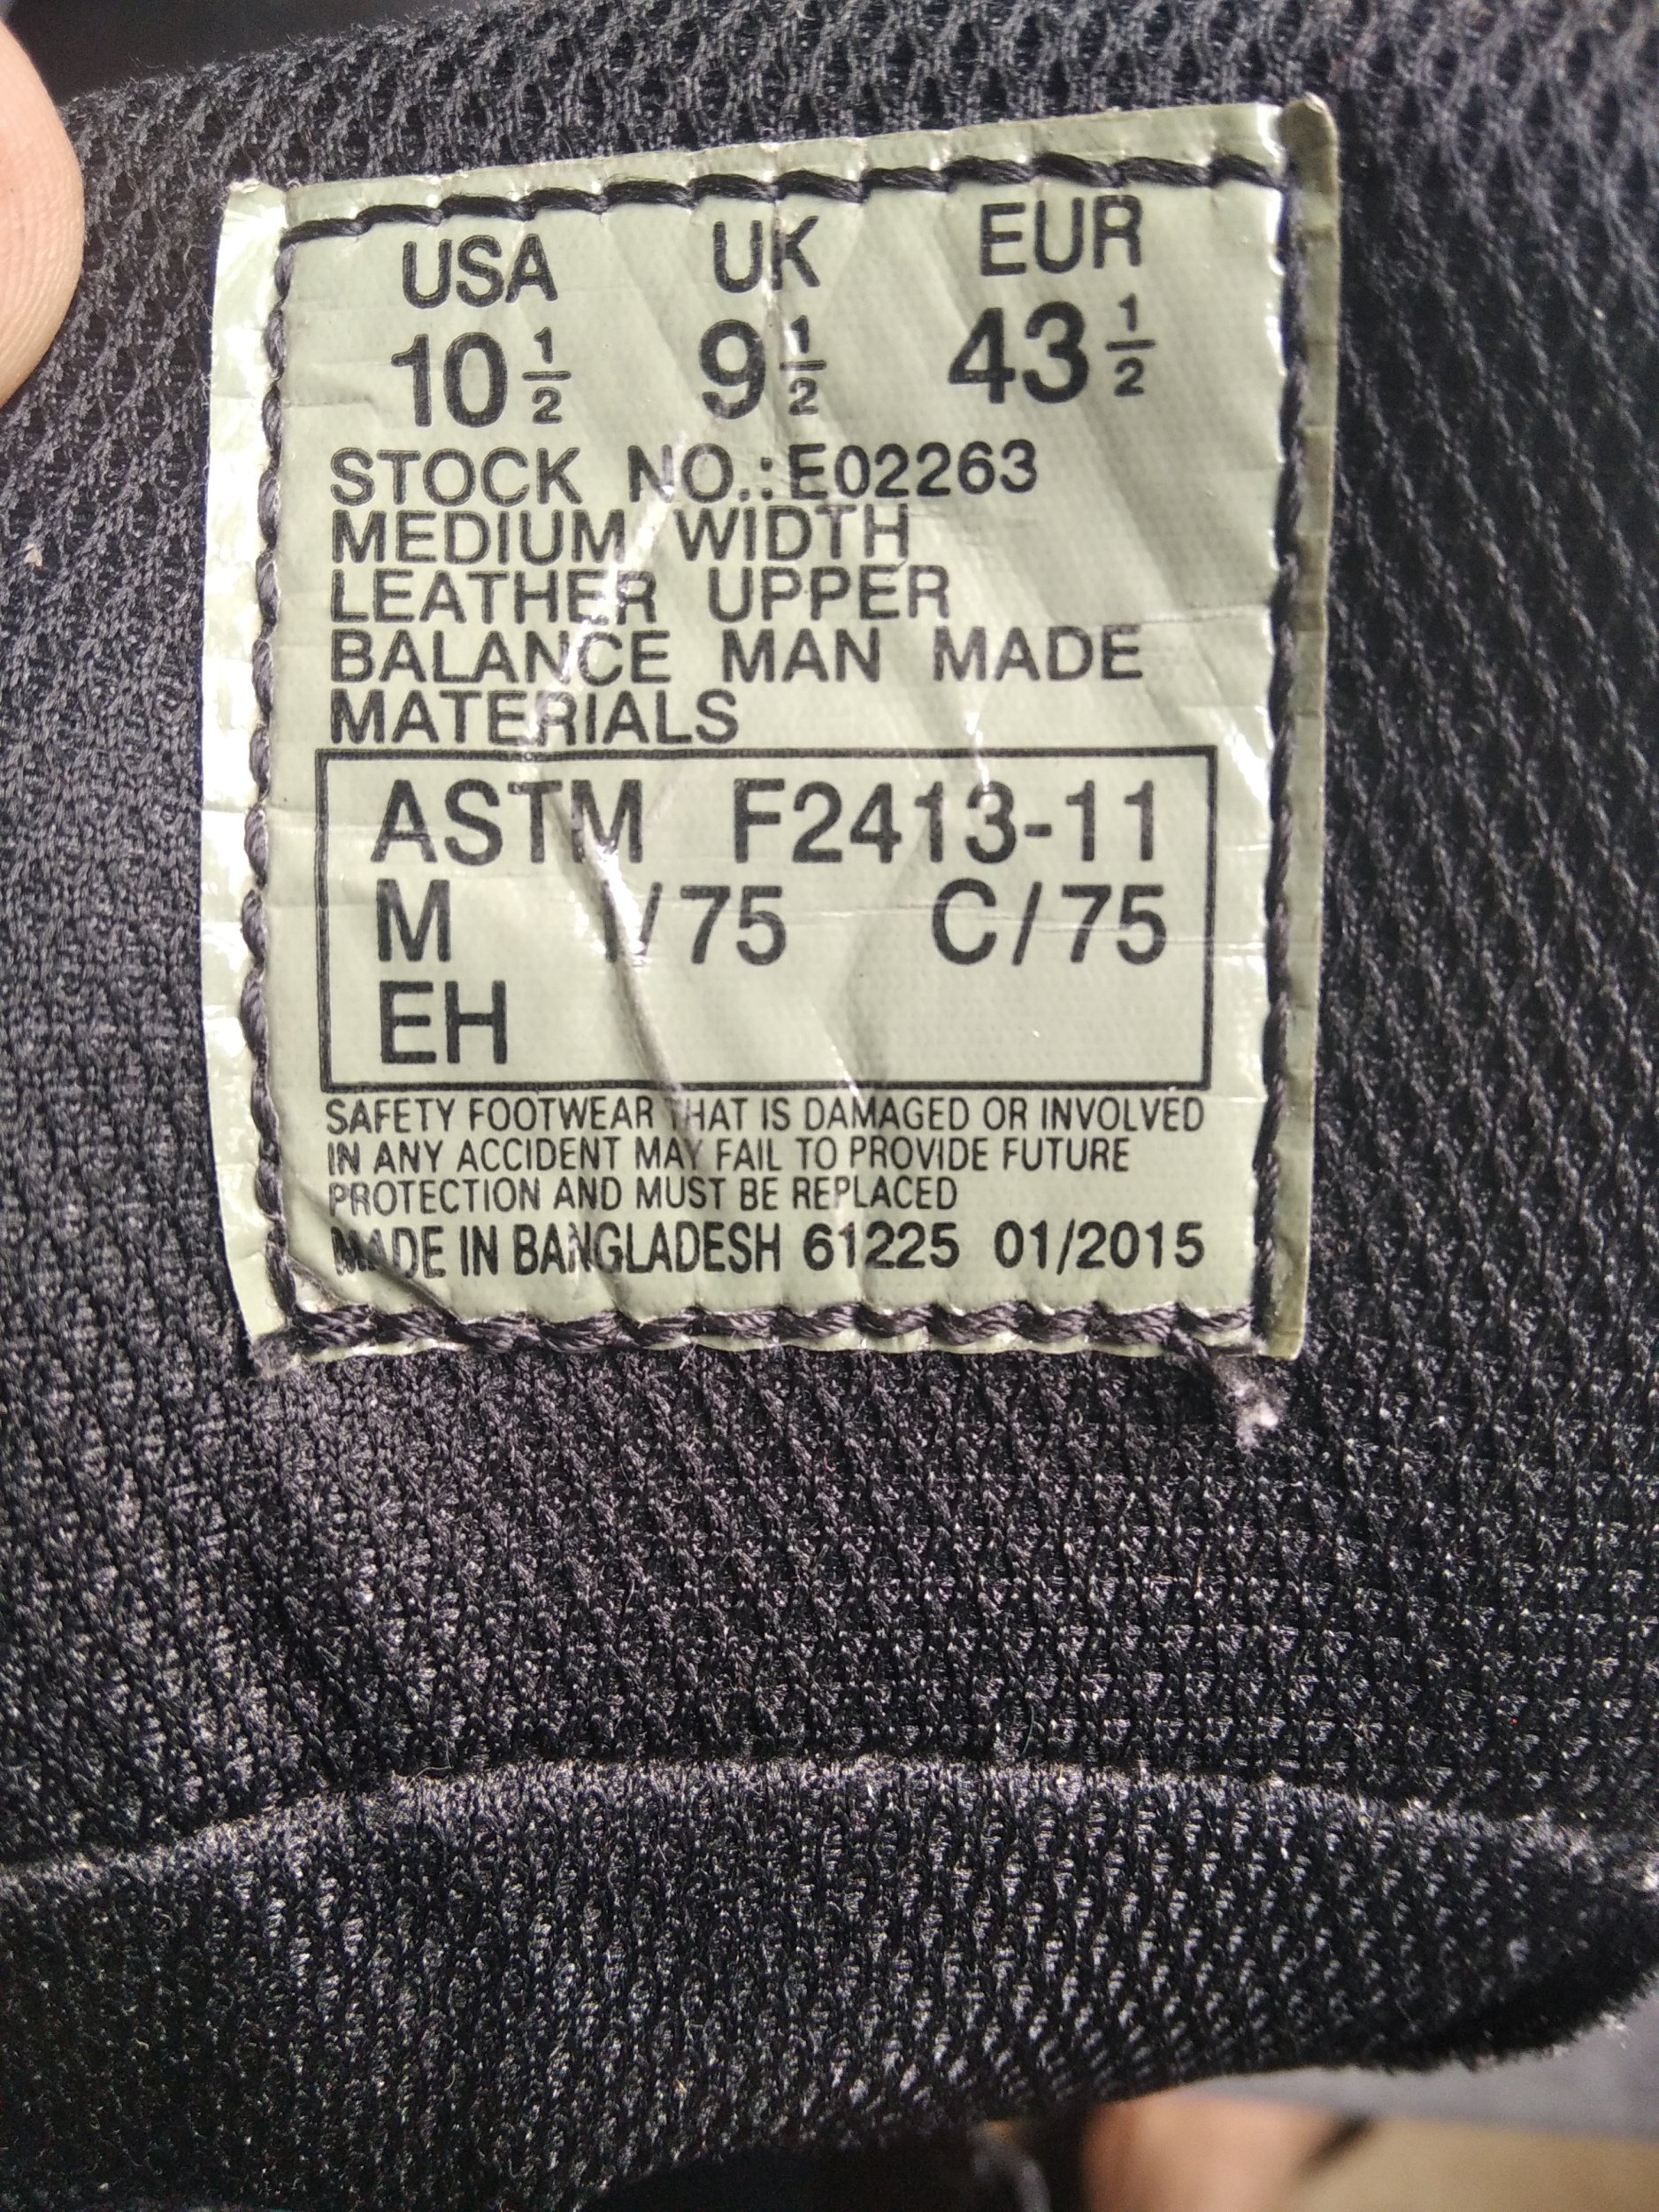 USA UK EUR
10 1/2 9 1/2 43 1/2
STOCK NO.: E02263
MEDIUM WIDTH
LEATHER UPPER
BALANCE MAN MADE
MATERIALS
ASTM F2413-11
M I/75 C/75
EH
SAFETY FOOTWEAR THAT IS DAMAGED OR INVOLVED
IN ANY ACCIDENT MAY FAIL TO PROVIDE FUTURE
PROTECTION AND MUST BE REPLACED
MADE IN BANGLADESH 61225 01/2015